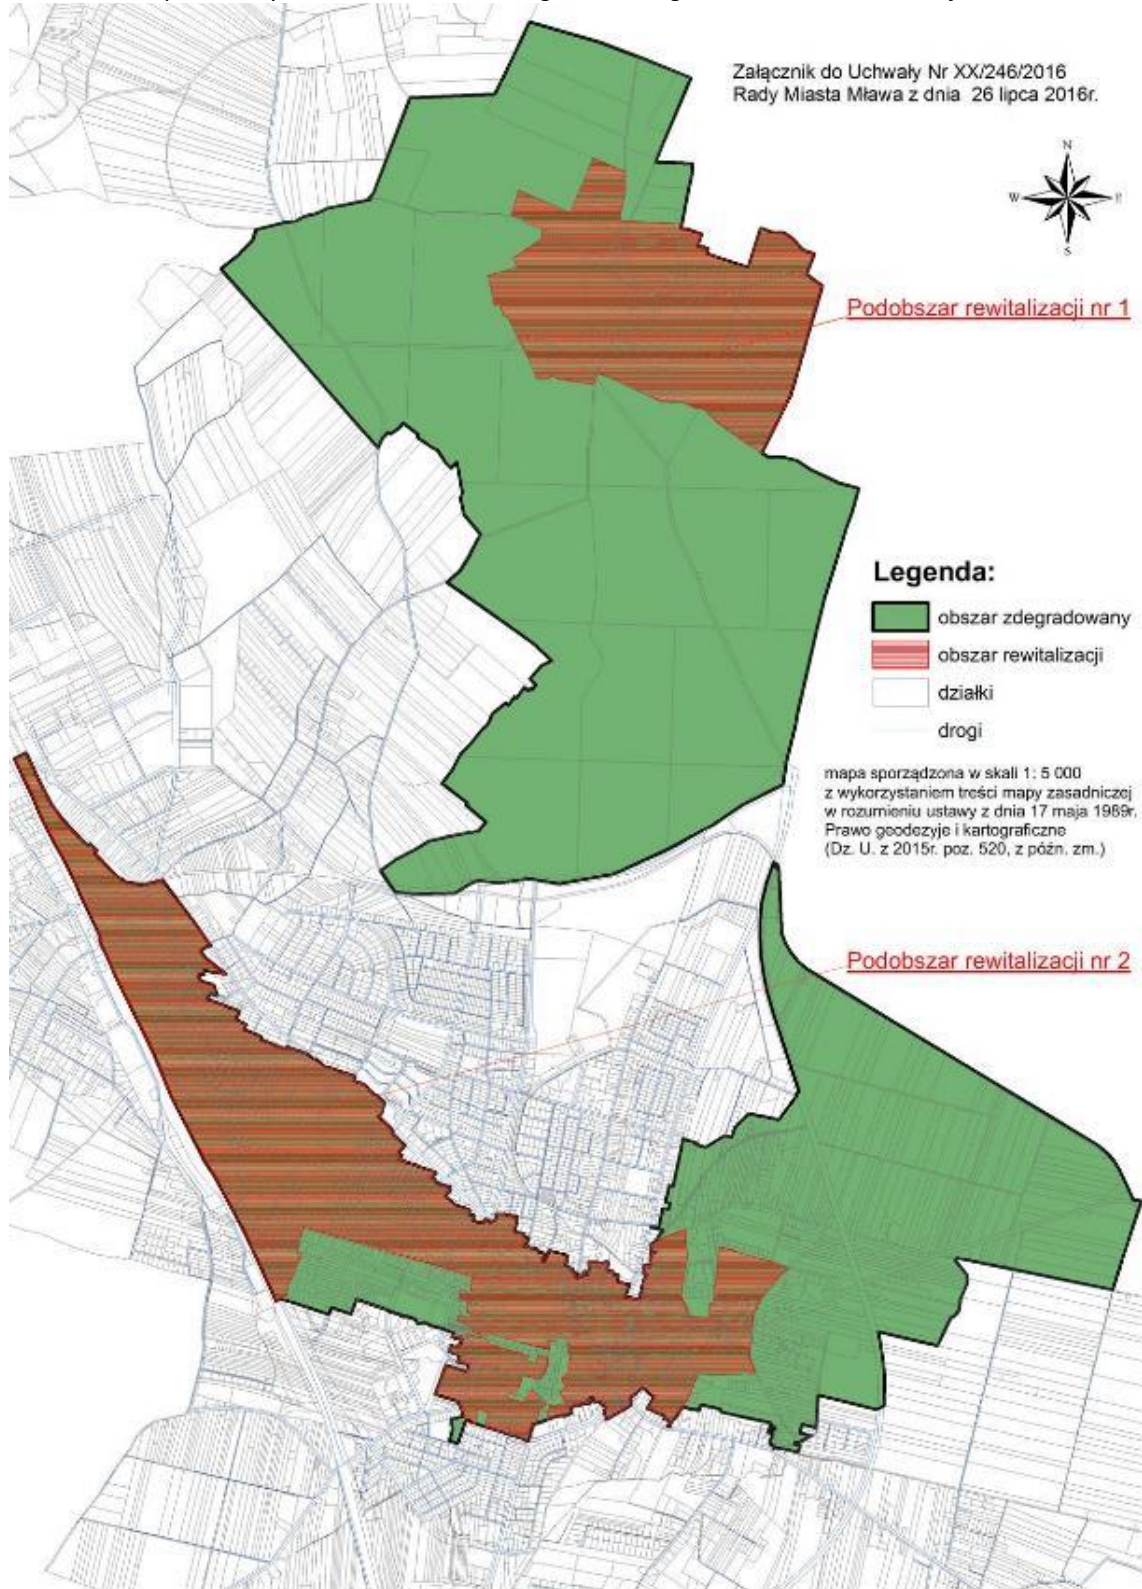 Załącznik do Uchwały Nr XX/246/2016
Rady Miasta Mława z dnia 26 lipca 2016r.
N
W
E
S
Podobszar rewitalizacji nr 1
Legenda:
obszar zdegradowany
obszar rewitalizacji
działki
drogi
mapa sporządzona w skali 1: 5 000
z wykorzystaniem treści mapy zasadniczej
w rozumieniu ustawy z dnia 17 maja 1989r.
Prawo geodezyje i kartograficzne
(Dz. U. z 2015r. poz. 520, z późn. zm.)
Podobszar rewitalizacji nr 2